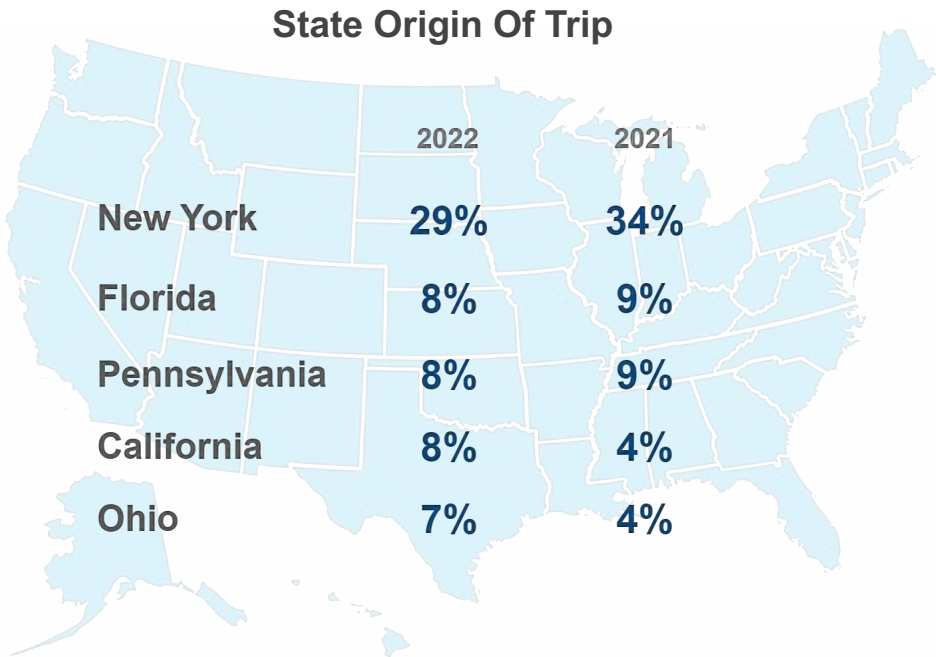 State Origin Of Trip
2022 2021
New York 29% 34%
Florida 8% 9%
Pennsylvania 8% 9%
California 8% 4%
Ohio 7% 4%